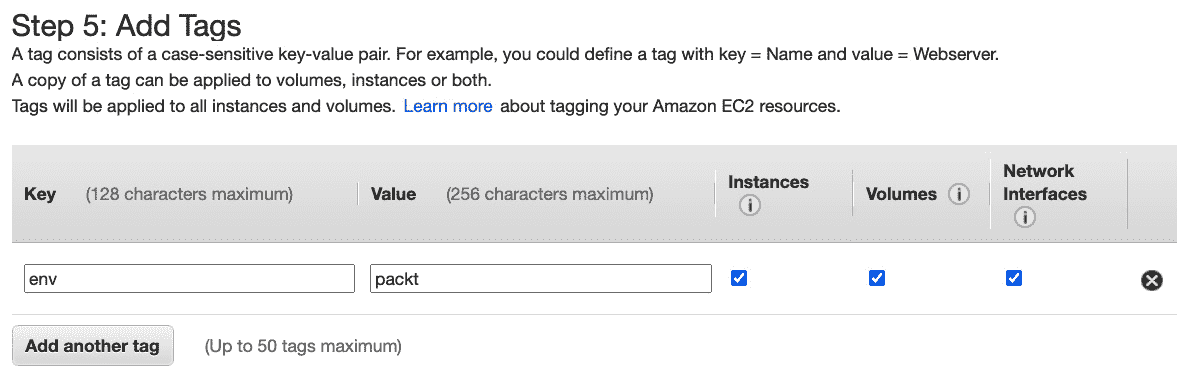 Step 5: Add Tags
A tag consists of a case-sensitive key-value pair. For example, you could define a tag with key = Name and value = Webserver.
A copy of a tag can be applied to volumes, instances or both.
Tags will be applied to all instances and volumes. Learn more about tagging your Amazon EC2 resources.
Key (128 characters maximum) Value (256 characters maximum) Instances Volumes Network Interfaces
env packt
Add another tag (Up to 50 tags maximum)